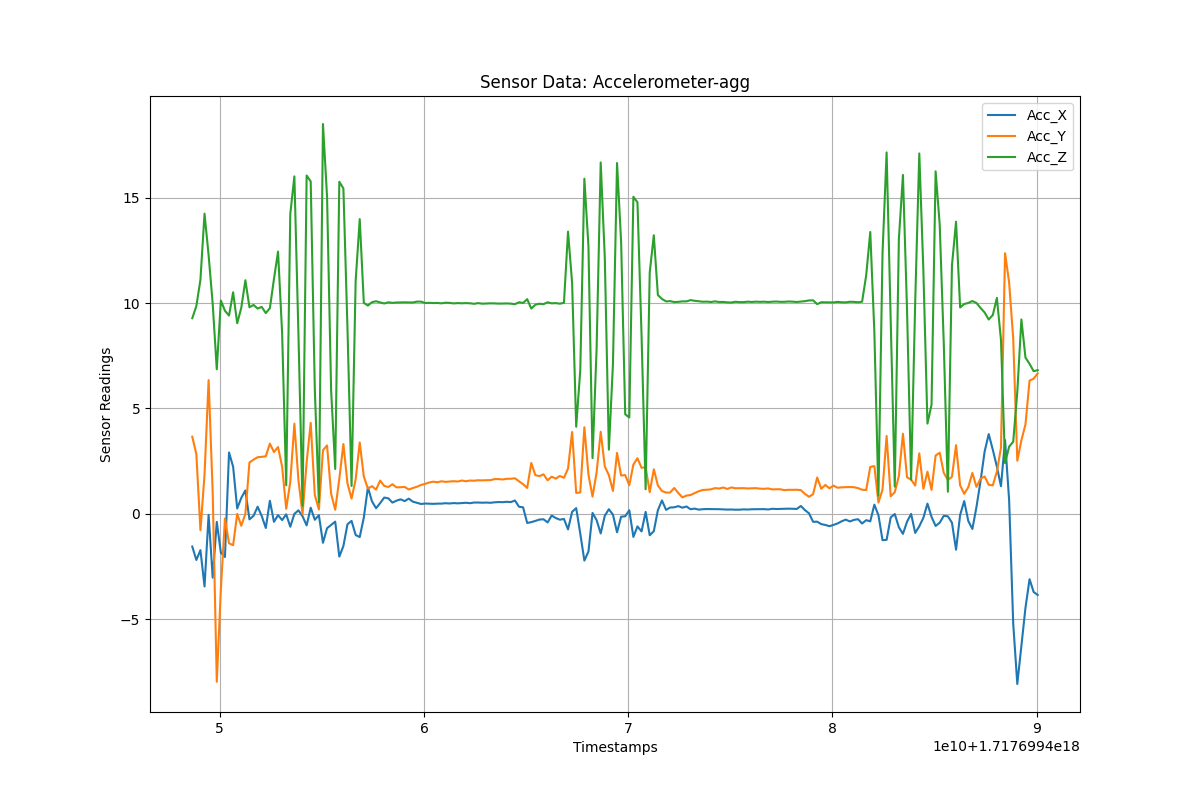 Sensor Data: Accelerometer-agg
Acc_X
Acc_Y
Acc_Z
15
10
5
0
−5
Sensor Readings
5 6 7 8 9
Timestamps
1e10+1.7176994e18